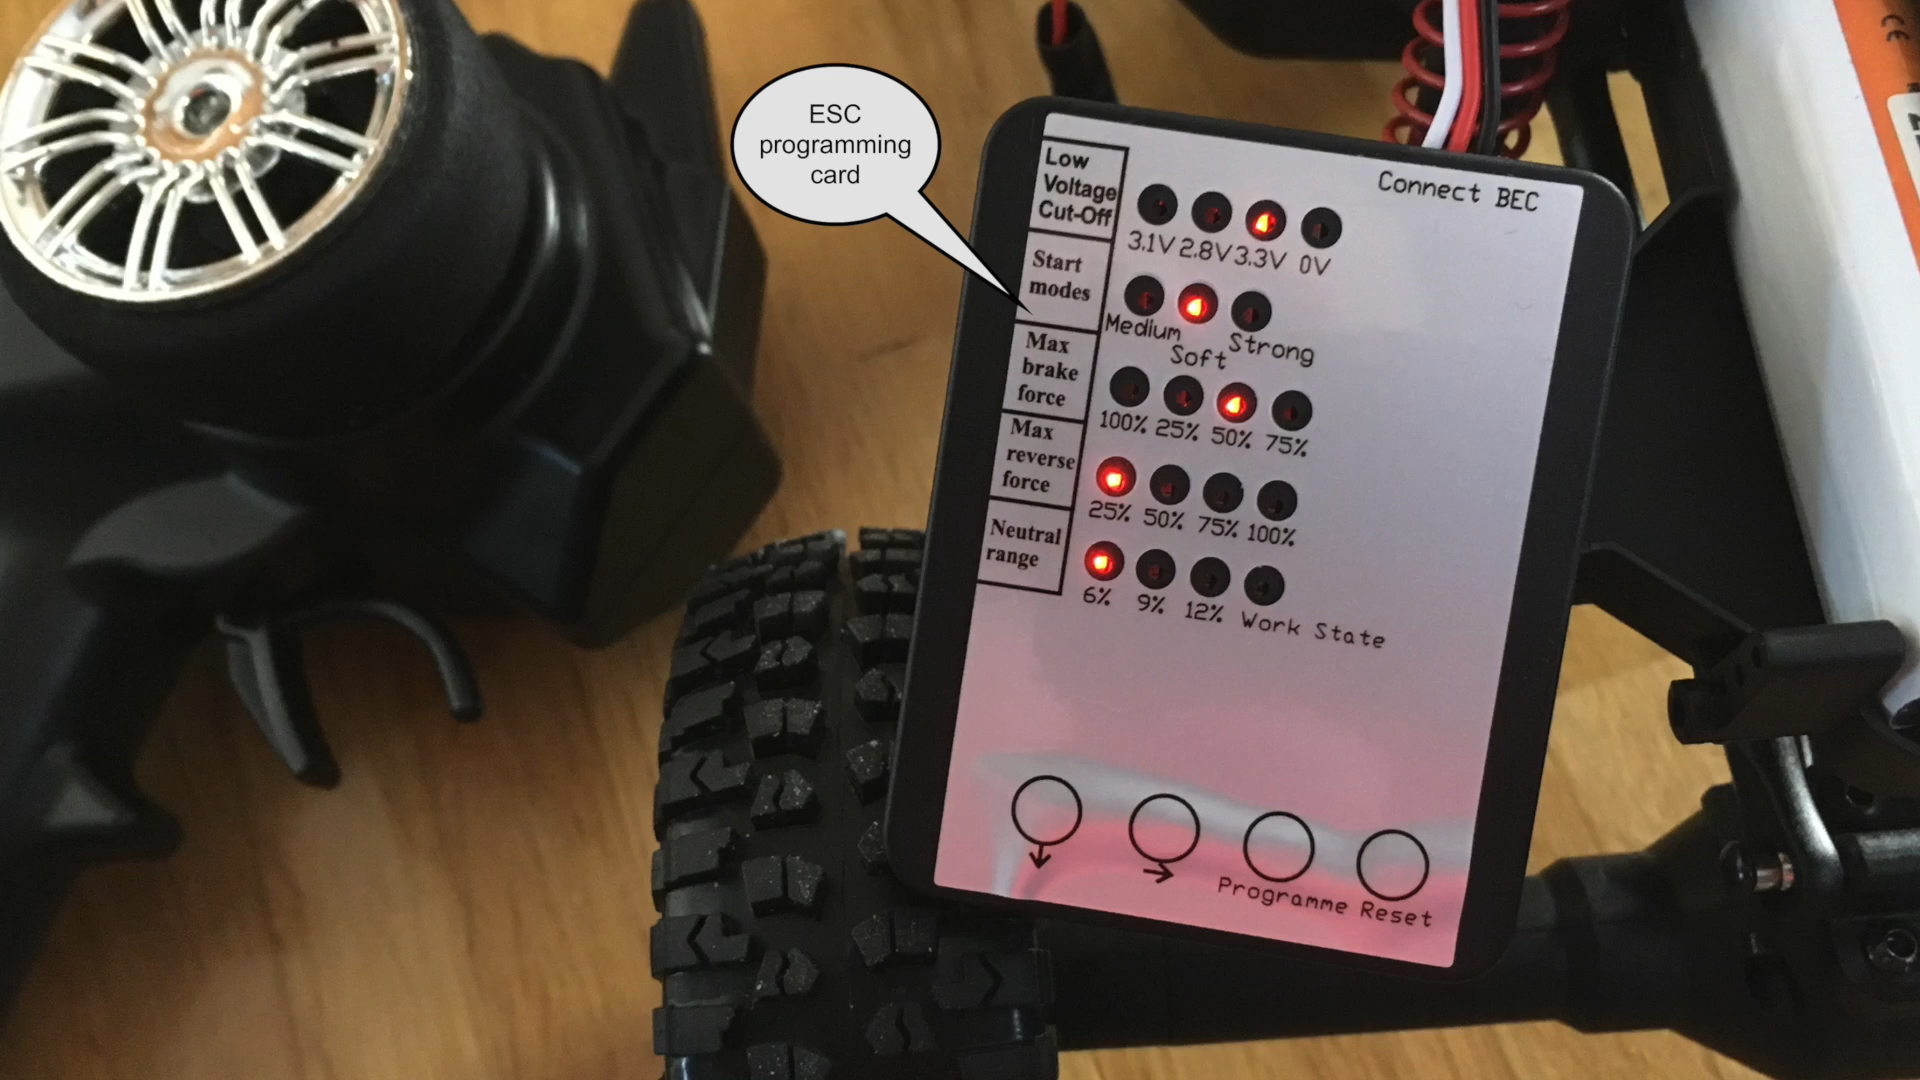 ESC
programming
card
Connect BEC
Low
Voltage
Cut-Off
3.1V 2.8V 3.3V 0V
Start
modes
Medium
Soft
Strong
Max
brake
force
100% 25% 50% 75%
Max
reverse
force
25% 50% 75% 100%
Neutral
range
6% 9% 12% Work State
Programme Reset
CE